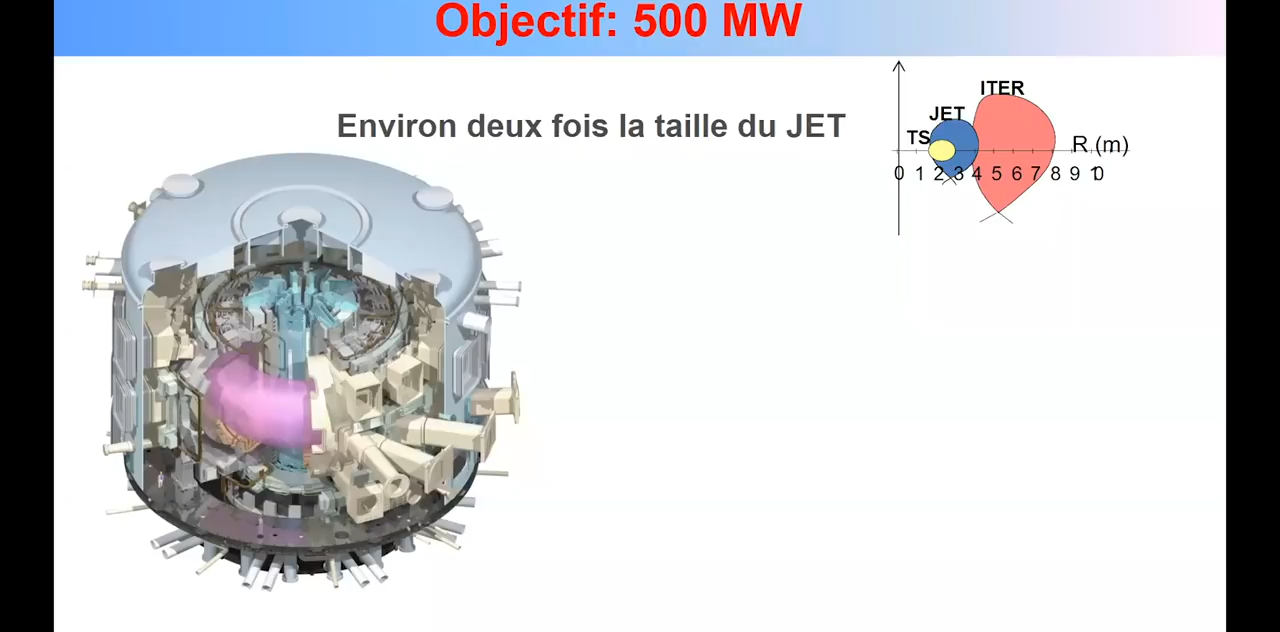 Objectif: 500 MW
Environ deux fois la taille du JET
ITER
JET
TS
R (m)
0 1 2 3 4 5 6 7 8 9 10